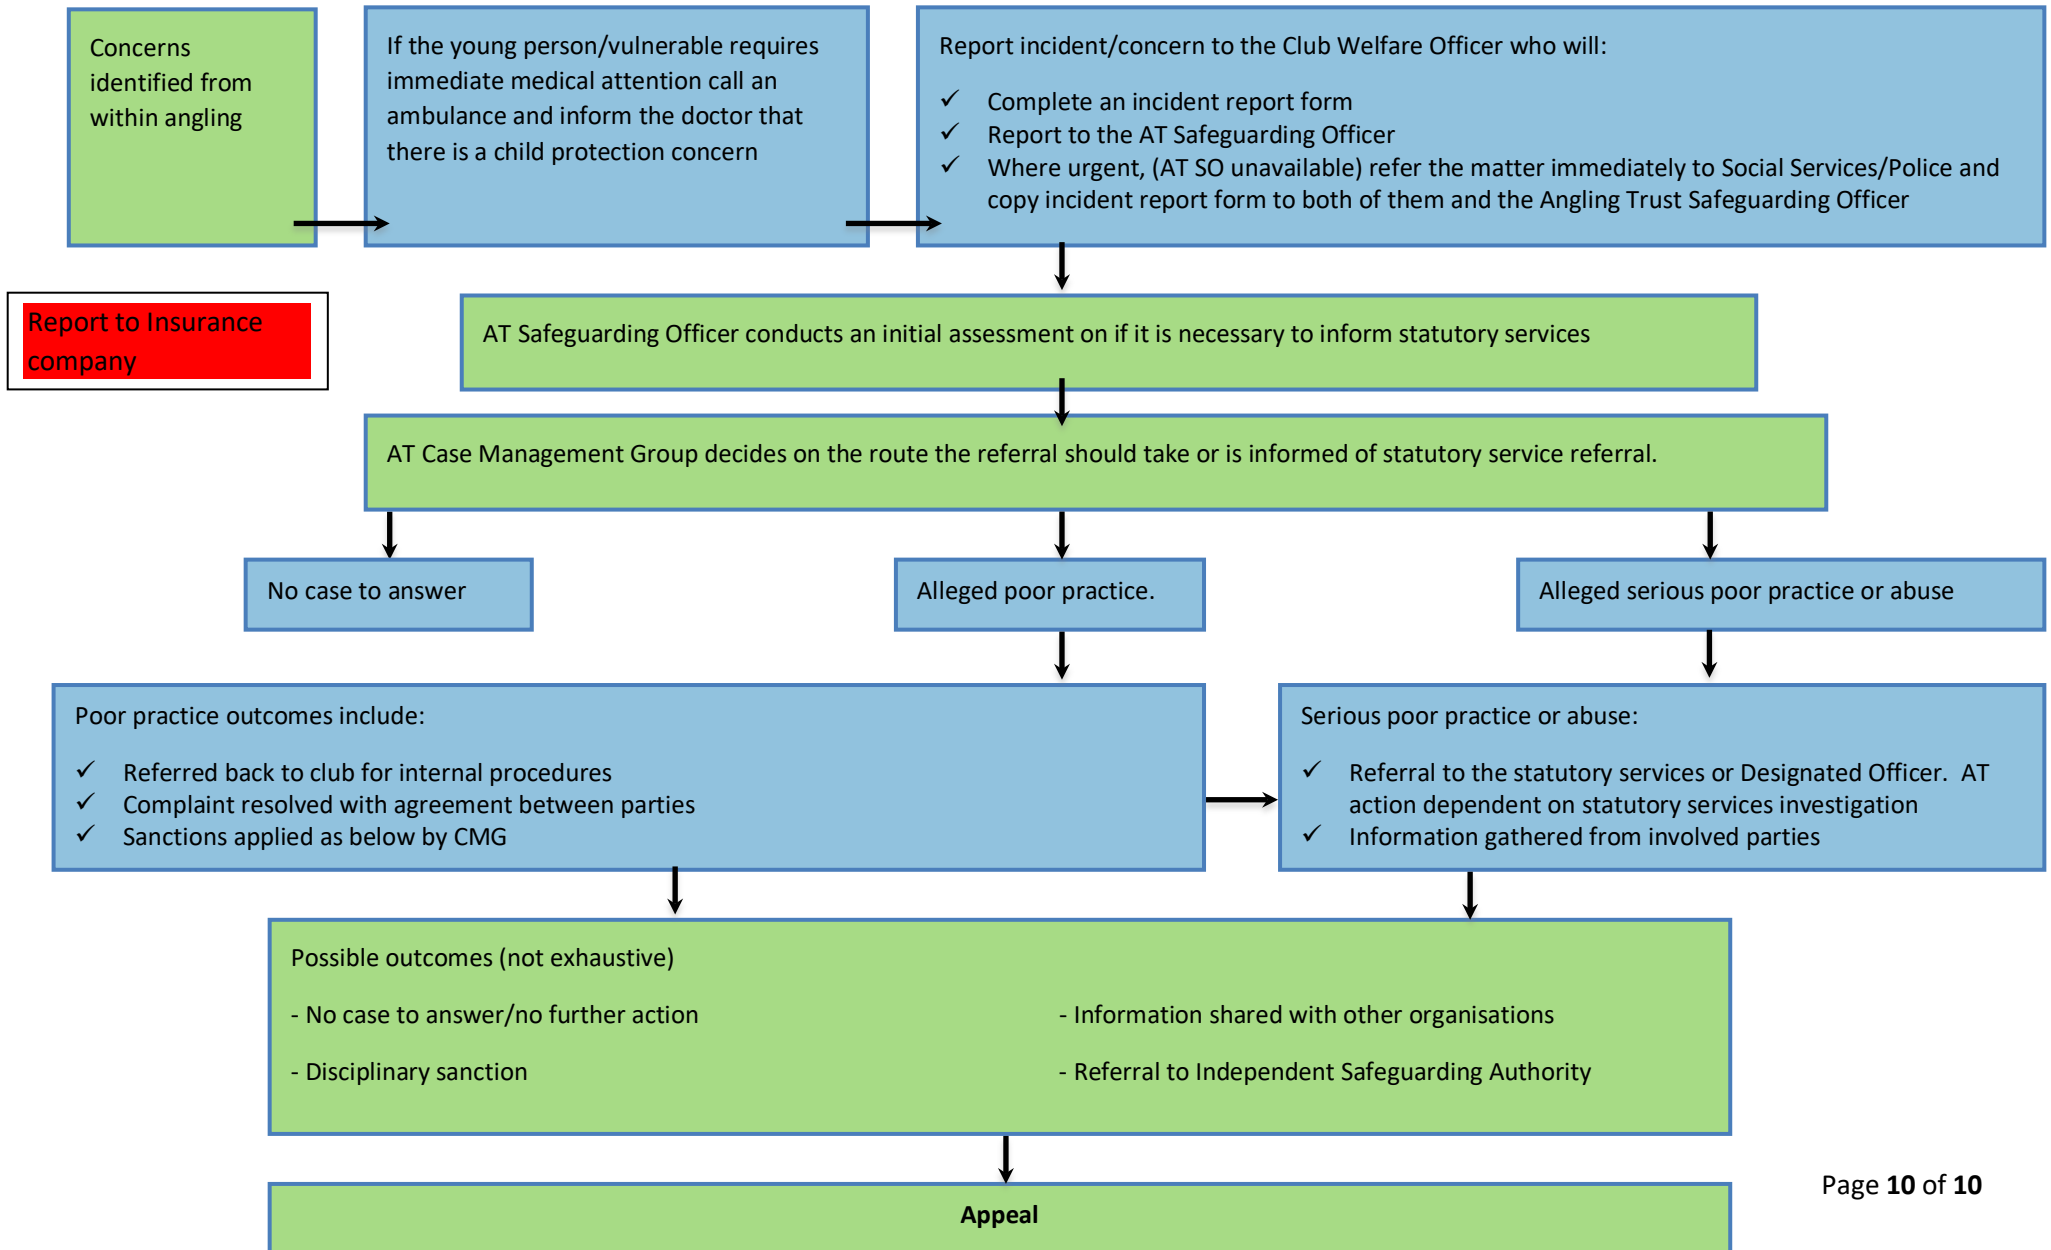 Concerns
identified from
within angling
If the young person/vulnerable requires
immediate medical attention call an
ambulance and inform the doctor that
there is a child protection concern
Report incident/concern to the Club Welfare Officer who will:
✓ Complete an incident report form
✓ Report to the AT Safeguarding Officer
✓ Where urgent, (AT SO unavailable) refer the matter immediately to Social Services/Police and
copy incident report form to both of them and the Angling Trust Safeguarding Officer
Report to Insurance
company
AT Safeguarding Officer conducts an initial assessment on if it is necessary to inform statutory services
AT Case Management Group decides on the route the referral should take or is informed of statutory service referral.
No case to answer
Alleged poor practice.
Alleged serious poor practice or abuse
Poor practice outcomes include:
✓ Referred back to club for internal procedures
✓ Complaint resolved with agreement between parties
✓ Sanctions applied as below by CMG
Serious poor practice or abuse:
✓ Referral to the statutory services or Designated Officer. AT
action dependent on statutory services investigation
✓ Information gathered from involved parties
Possible outcomes (not exhaustive)
- No case to answer/no further action
- Information shared with other organisations
- Disciplinary sanction
- Referral to Independent Safeguarding Authority
Page 10 of 10
Appeal